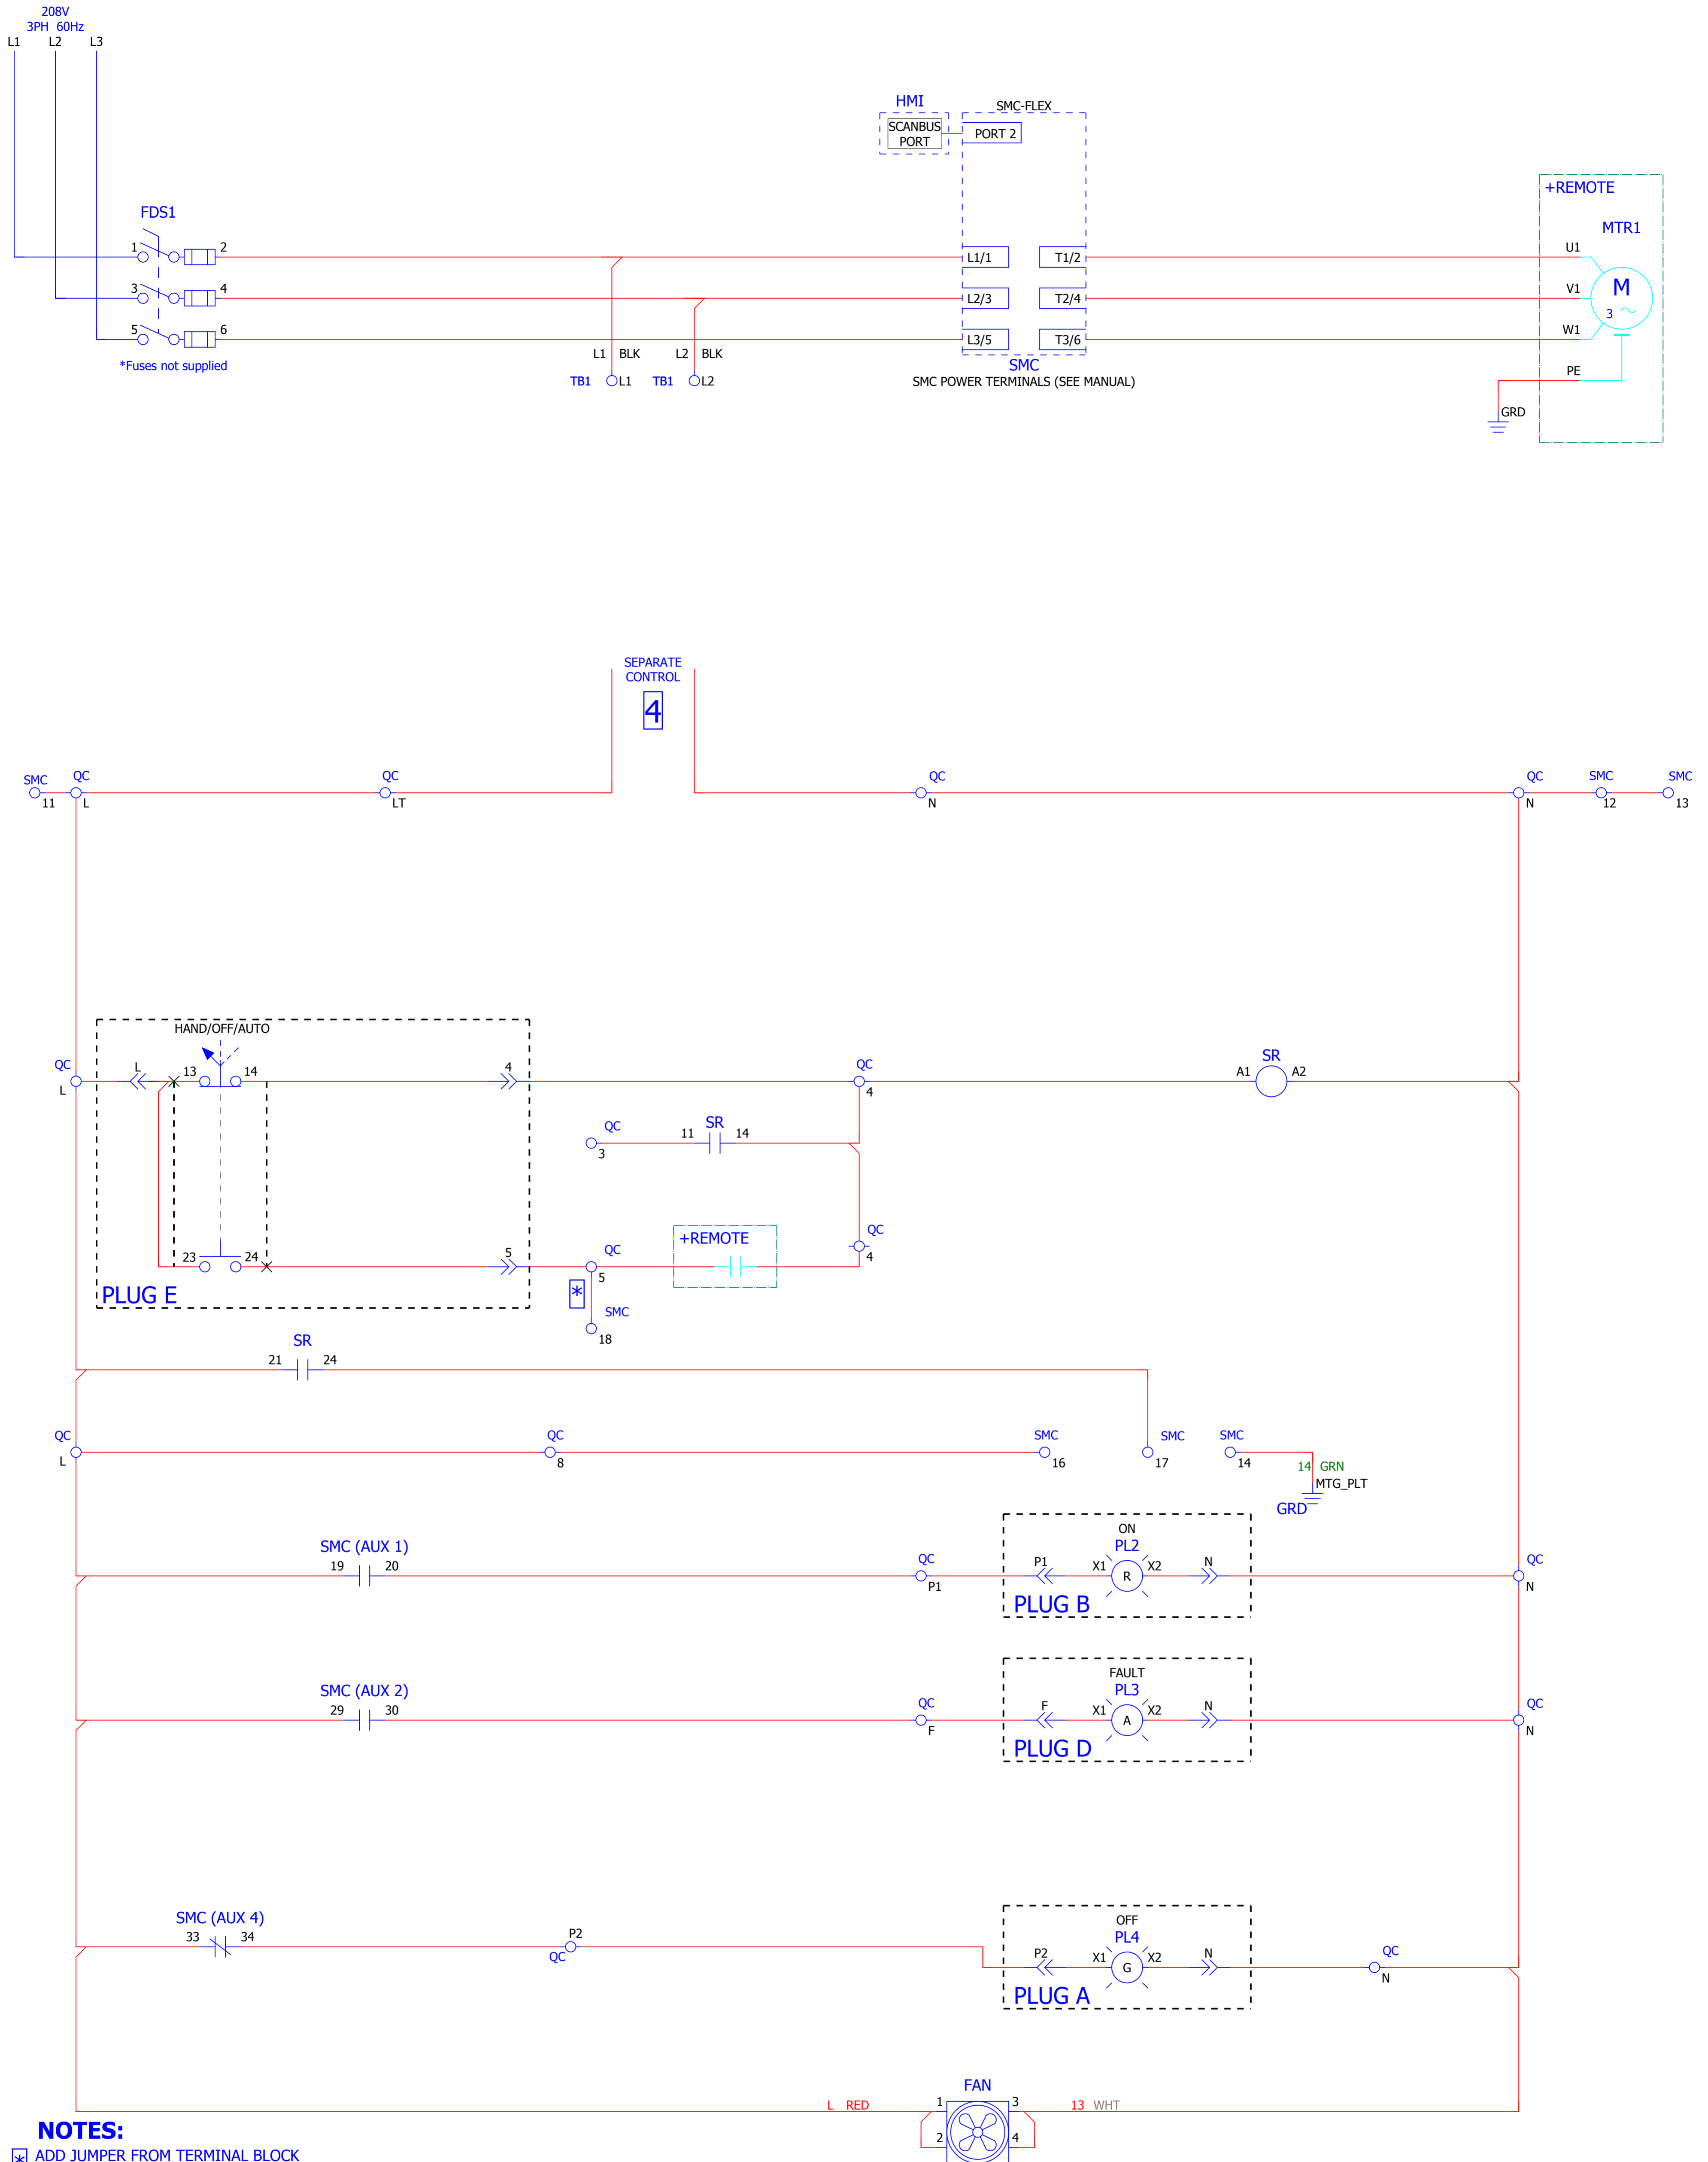 208V
3PH 60Hz
L1 L2 L3
HMI
SMC-FLEX
SCANBUS
PORT
PORT 2
+REMOTE
FDS1
MTR1
1 2
L1/1 T1/2
U1
3 4
L2/3 T2/4
V1
M
3
5 6
L3/5 T3/6
W1
*Fuses not supplied
L1 BLK L2 BLK
SMC
PE
TB1 L1 TB1 L2
SMC POWER TERMINALS (SEE MANUAL)
GRD
SEPARATE
CONTROL
4
SMC QC QC QC QC SMC SMC
11 L LT N N 12 13
HAND/OFF/AUTO
QC L 13 14 4 QC SR
L 4 A1 A2
QC SR
3 11 14
+REMOTE
QC
4
23 24 5 QC
5
PLUG E
*
SMC
18
SR
21 24
QC QC SMC SMC SMC
L 8 16 17 14
14 GRN
MTG_PLT
GRD
ON
SMC (AUX 1)
PL2
19 20
QC
P1
P1 X1 R X2 N
QC
N
PLUG B
FAULT
SMC (AUX 2)
PL3
29 30
QC
F
F X1 A X2 N
QC
N
PLUG D
OFF
SMC (AUX 4)
PL4
33 34
P2
QC
P2 X1 G X2 N
QC
N
PLUG A
FAN
L RED 1 3 13 WHT
2 4
NOTES:
* ADD JUMPER FROM TERMINAL BLOCK